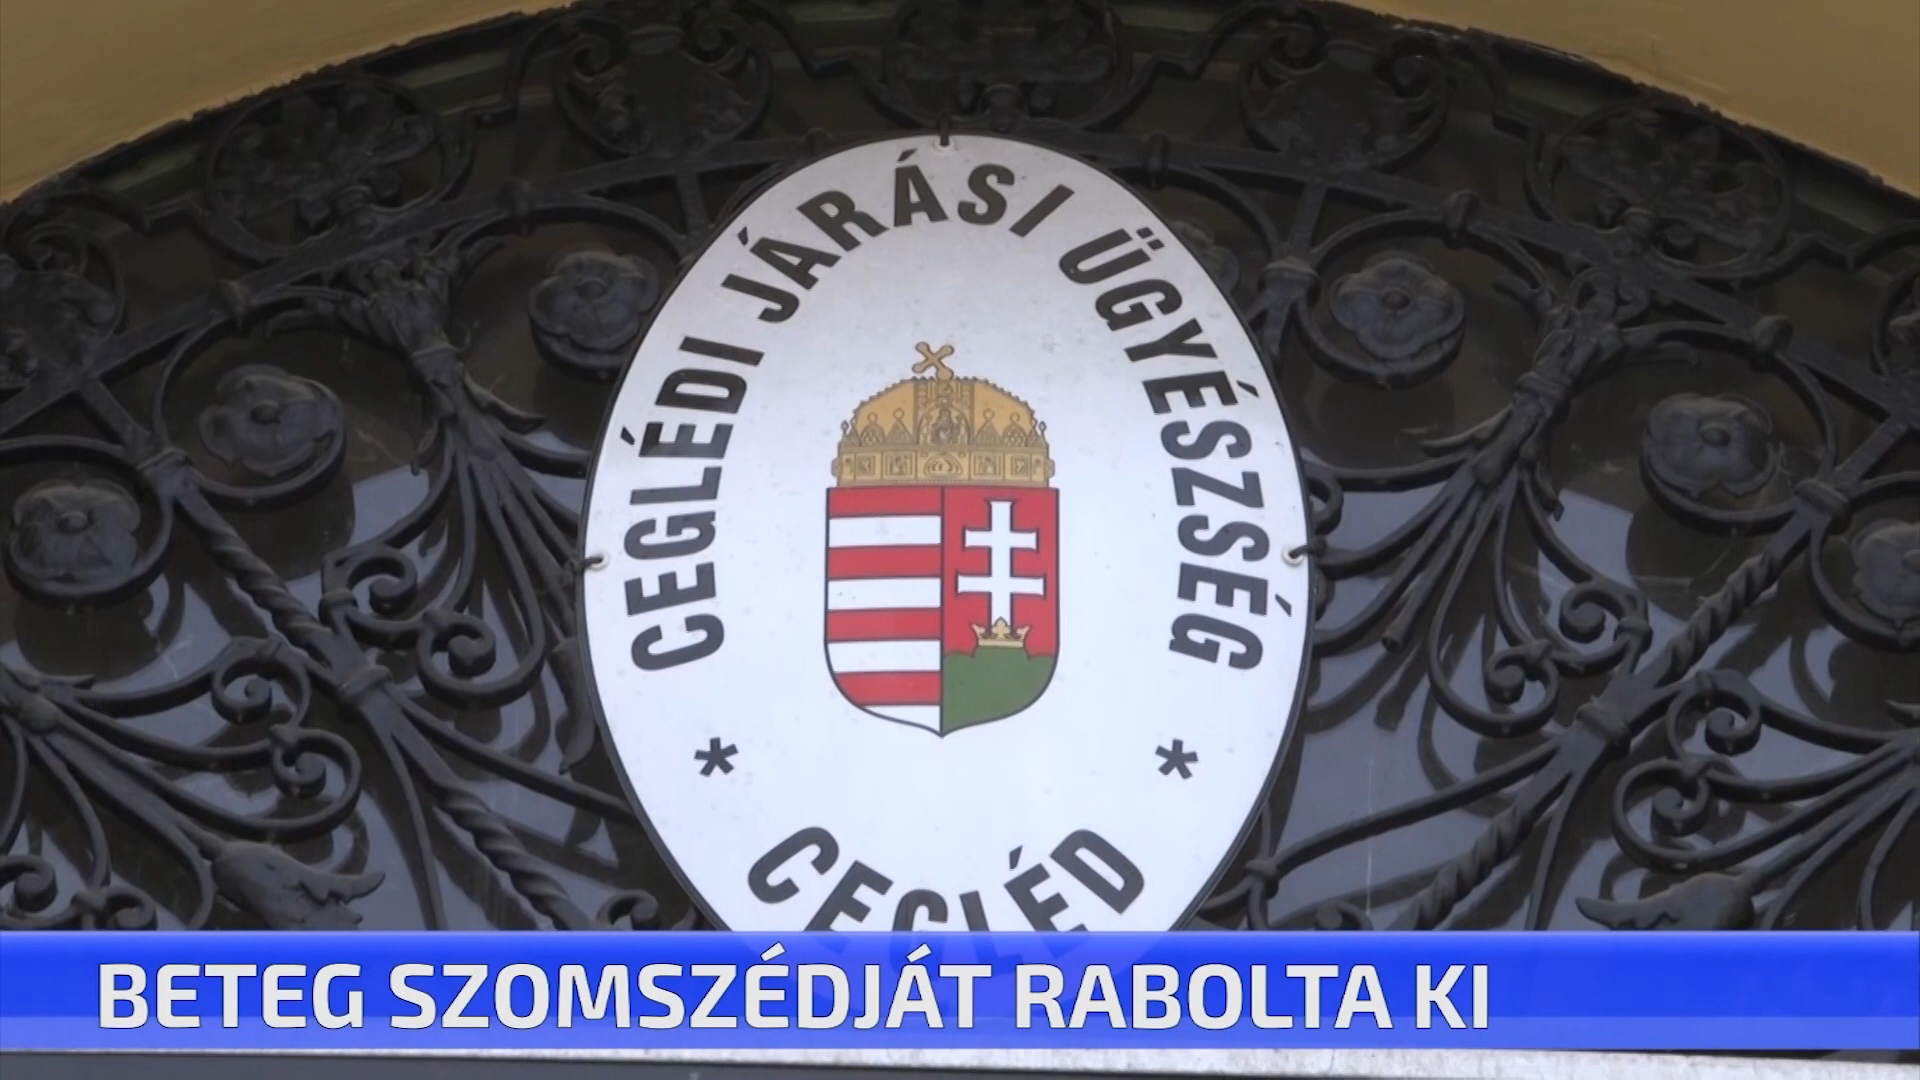 CEGLÉDI JÁRÁSI ÜGYÉSZSÉG
* CEGLÉD *
BETEG SZOMSZÉDJÁT RABOLTA KI